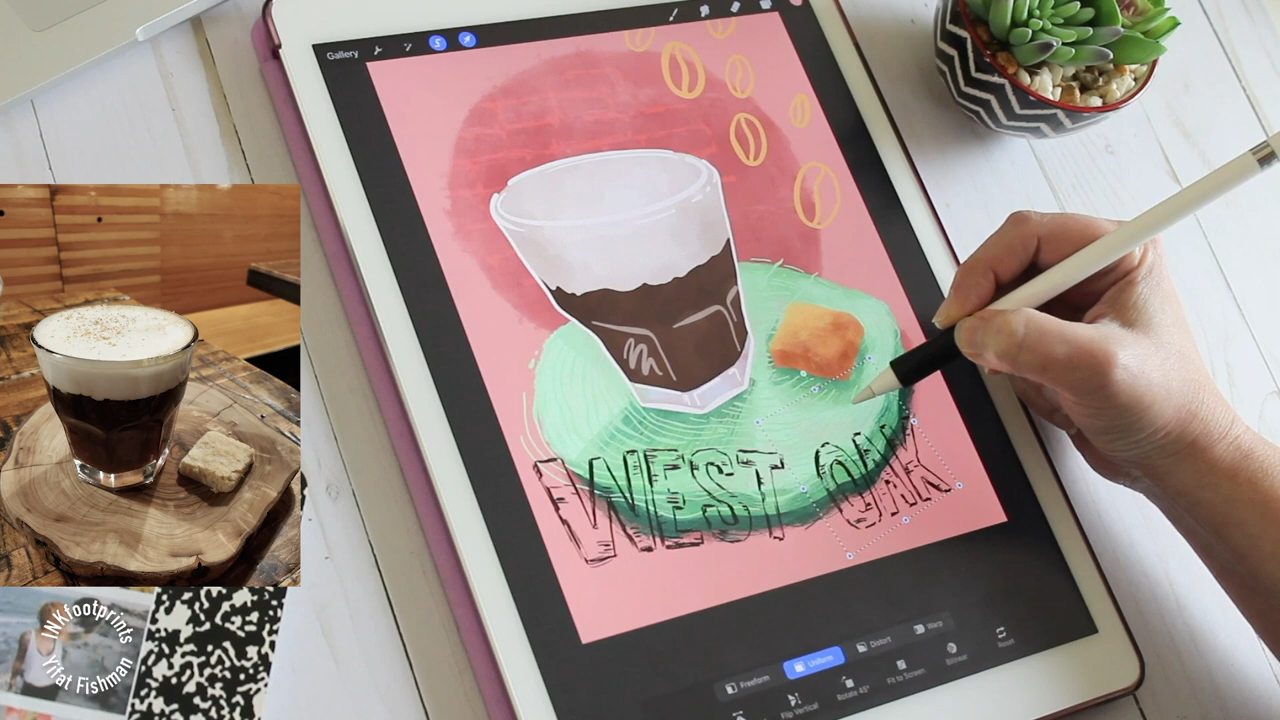 Gallery
S
WEST OAK
Freeform
Uniform
Distort
Warp
Flip Vertical
Rotate 45°
Fit to Screen
Bilinear
Reset
INKfootprints
Yifat Fishman